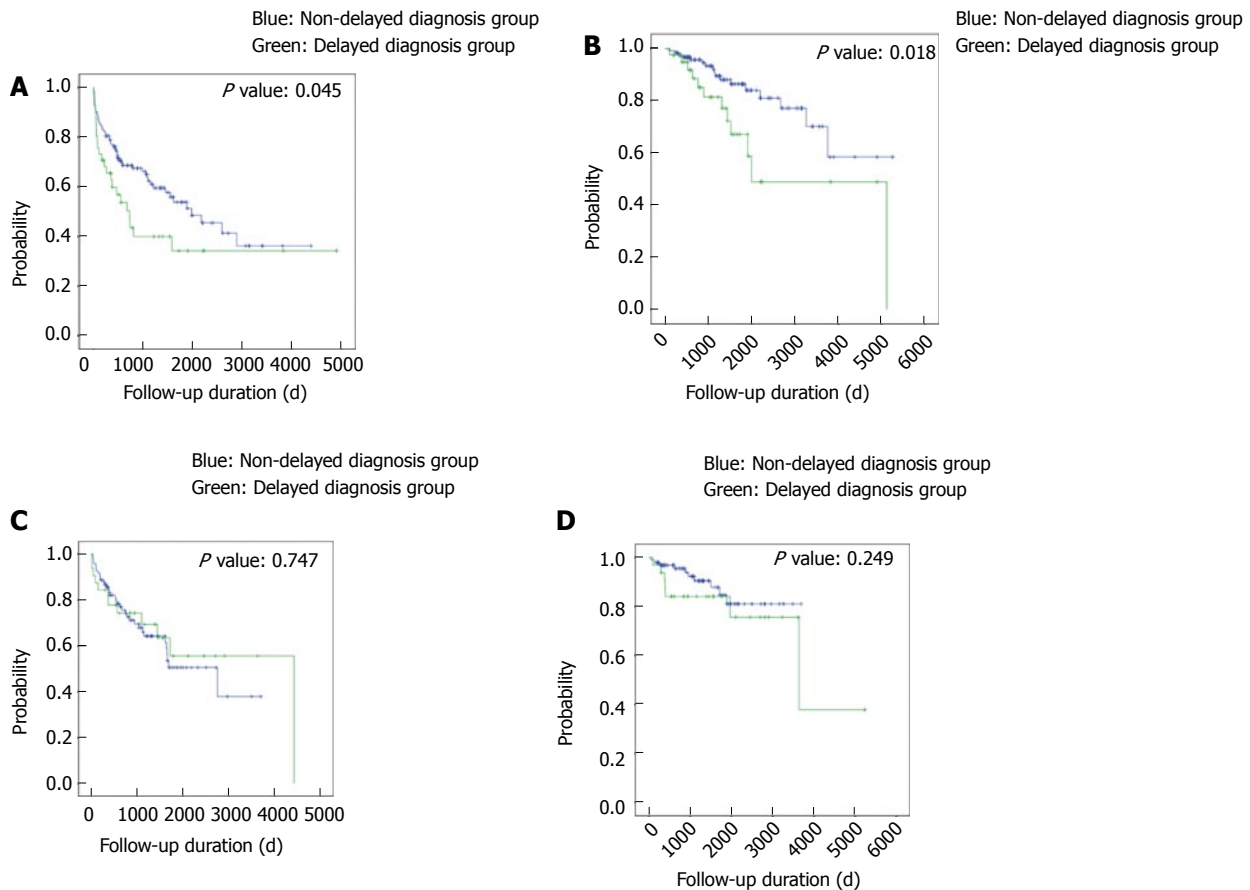 Blue: Non-delayed diagnosis group
Green: Delayed diagnosis group
A
P value: 0.045
1.0
0.8
0.6
0.4
0.2
0.0
Probability
0 1000 2000 3000 4000 5000
Follow-up duration (d)
Blue: Non-delayed diagnosis group
Green: Delayed diagnosis group
B
P value: 0.018
1.0
0.8
0.6
0.4
0.2
0.0
Probability
0 1000 2000 3000 4000 5000 6000
Follow-up duration (d)
Blue: Non-delayed diagnosis group
Green: Delayed diagnosis group
C
P value: 0.747
1.0
0.8
0.6
0.4
0.2
0.0
Probability
0 1000 2000 3000 4000 5000
Follow-up duration (d)
Blue: Non-delayed diagnosis group
Green: Delayed diagnosis group
D
P value: 0.249
1.0
0.8
0.6
0.4
0.2
0.0
Probability
0 1000 2000 3000 4000 5000 6000
Follow-up duration (d)